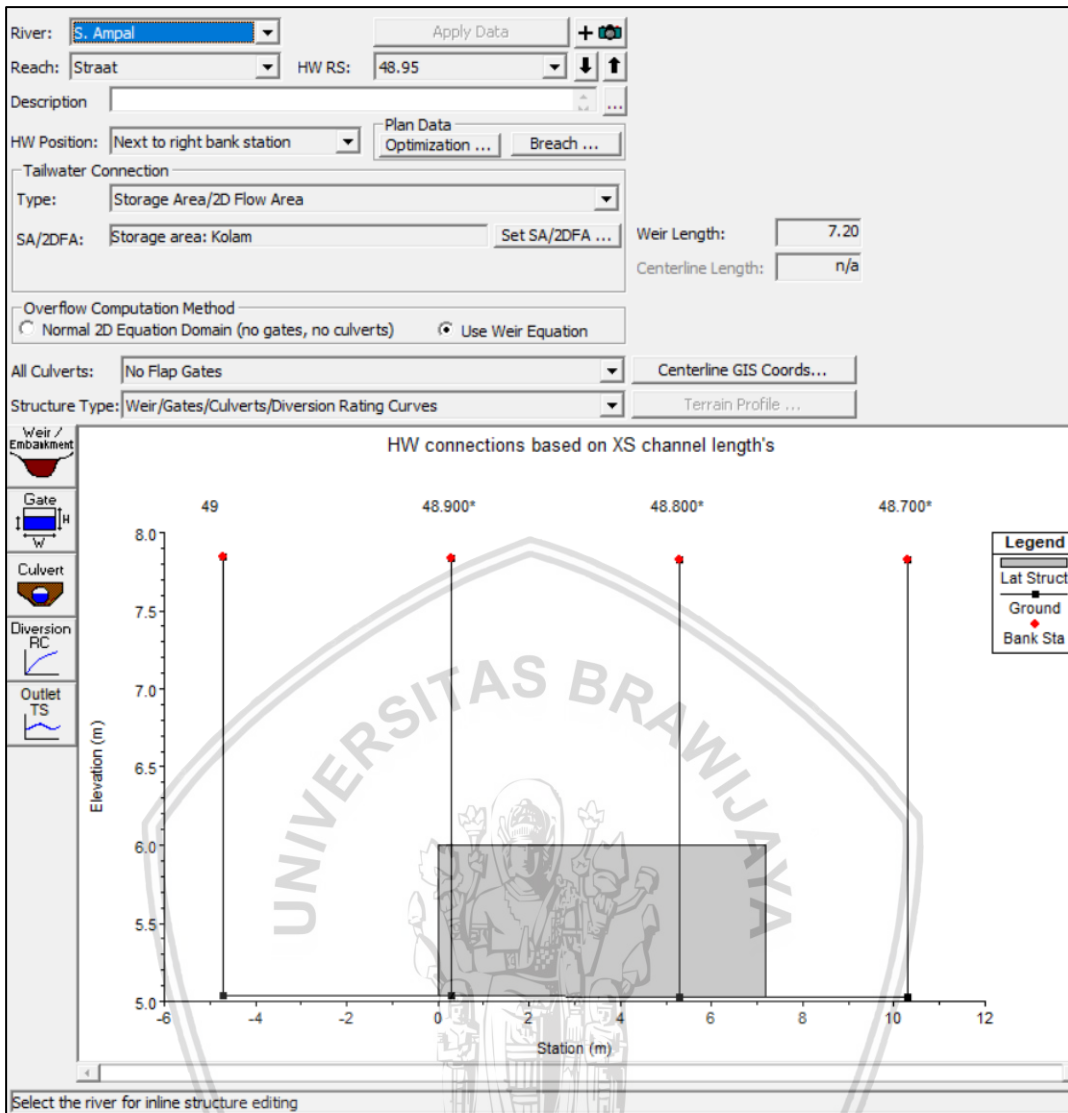 River: S. Ampal Apply Data +
Reach: Straat HW RS: 48.95
Description ...
HW Position: Next to right bank station Plan Data Optimization ... Breach ...
Tailwater Connection
Type: Storage Area/2D Flow Area
SA/2DFA: Storage area: Kolam Set SA/2DFA ... Weir Length: 7.20
Centerline Length: n/a
Overflow Computation Method
Normal 2D Equation Domain (no gates, no culverts) Use Weir Equation
All Culverts: No Flap Gates Centerline GIS Coords...
Structure Type: Weir/Gates/Culverts/Diversion Rating Curves Terrain Profile ...
Weir / Embankment
Gate
H
W
Culvert
Diversion
RC
Outlet
TS
HW connections based on XS channel length's
49 48.900* 48.800* 48.700*
8.0
7.5
7.0
6.5
6.0
5.5
5.0
Elevation (m)
-6 -4 -2 0 2 4 6 8 10 12
Station (m)
Legend
Lat Struct
Ground
Bank Sta
UNIVERSITAS BRAWIJAYA
Select the river for inline structure editing